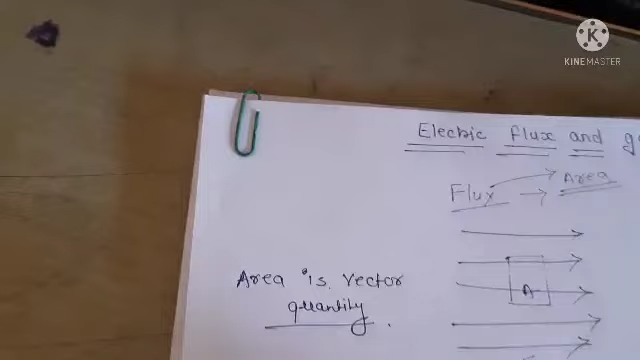 KINEMASTER
Electric Flux and
Flux → Area
Area is vector
quantity.
A